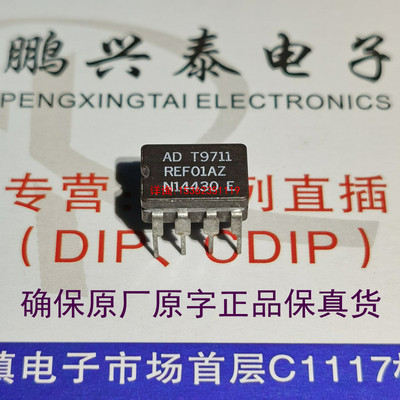 鹏兴泰电子
PENGXINGTAI ELECTRONICS
AD T9711
REF01AZ
N14430 E
专营:
列直插
(DIP、CDIP)
确保原厂原字正品保真货
真电子市场首层C1117